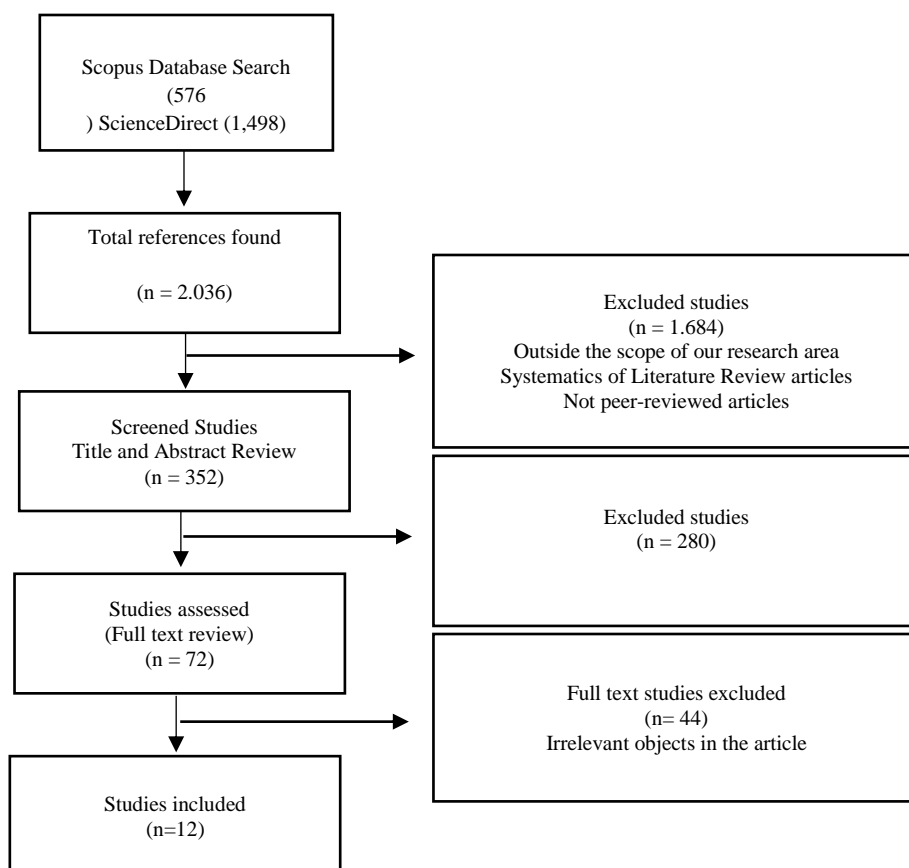 Scopus Database Search
(576
) ScienceDirect (1,498)
Total references found
(n = 2.036)
Excluded studies
(n = 1.684)
Outside the scope of our research area
Systematics of Literature Review articles
Not peer-reviewed articles
Screened Studies
Title and Abstract Review
(n = 352)
Excluded studies
(n = 280)
Studies assessed
(Full text review)
(n = 72)
Full text studies excluded
(n= 44)
Irrelevant objects in the article
Studies included
(n=12)